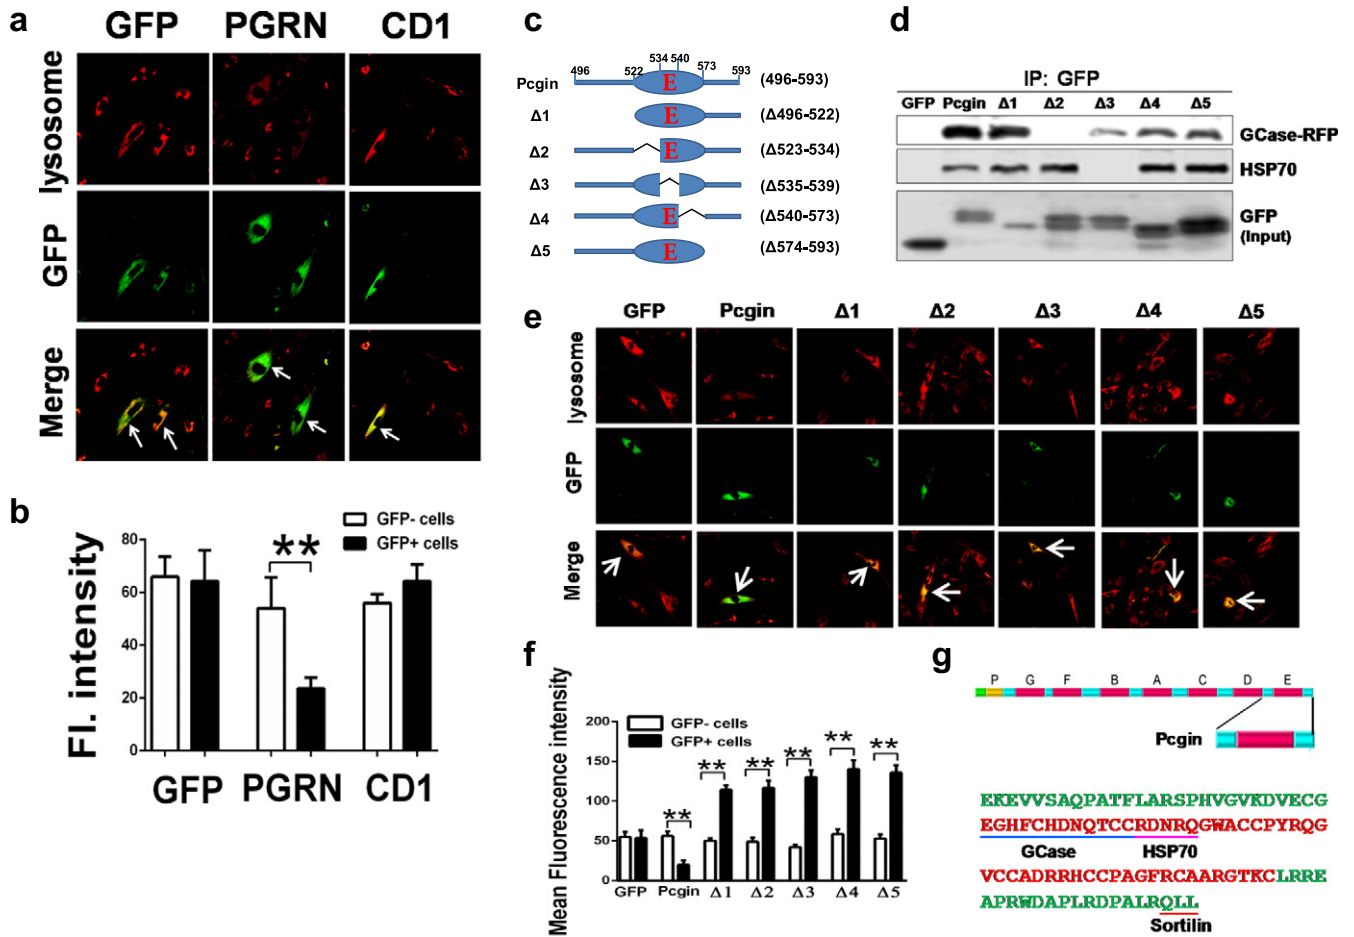 a
GFP PGRN CD1
lysosome
GFP
Merge
b
Fl. intensity
80
60
40
20
0
**
GFP- cells
GFP+ cells
GFP PGRN CD1
c
496 522 534 540 573 593
Pcgin E (496-593)
Δ1 E (Δ496-522)
Δ2 E (Δ523-534)
Δ3 (Δ535-539)
Δ4 E (Δ540-573)
Δ5 E (Δ574-593)
d
IP: GFP
GFP Pcgin Δ1 Δ2 Δ3 Δ4 Δ5
GCase-RFP
HSP70
GFP
(Input)
e
GFP Pcgin Δ1 Δ2 Δ3 Δ4 Δ5
lysosome
GFP
Merge
f
Mean Fluorescence intensity
200
150
100
50
0
GFP- cells
GFP+ cells
** ** ** ** ** **
GFP Pcgin Δ1 Δ2 Δ3 Δ4 Δ5
g
P G F B A C D E
Pcgin
EKEVVSAQPATFLARSPHVGVKDVECG
EGHFCHDNQTCCRDNRQGWACCPYRQG
GCase HSP70
VCCADRRHCCPAGFRCAARGTKCLRRE
APRWDAPLRDPALRQLL
Sortilin